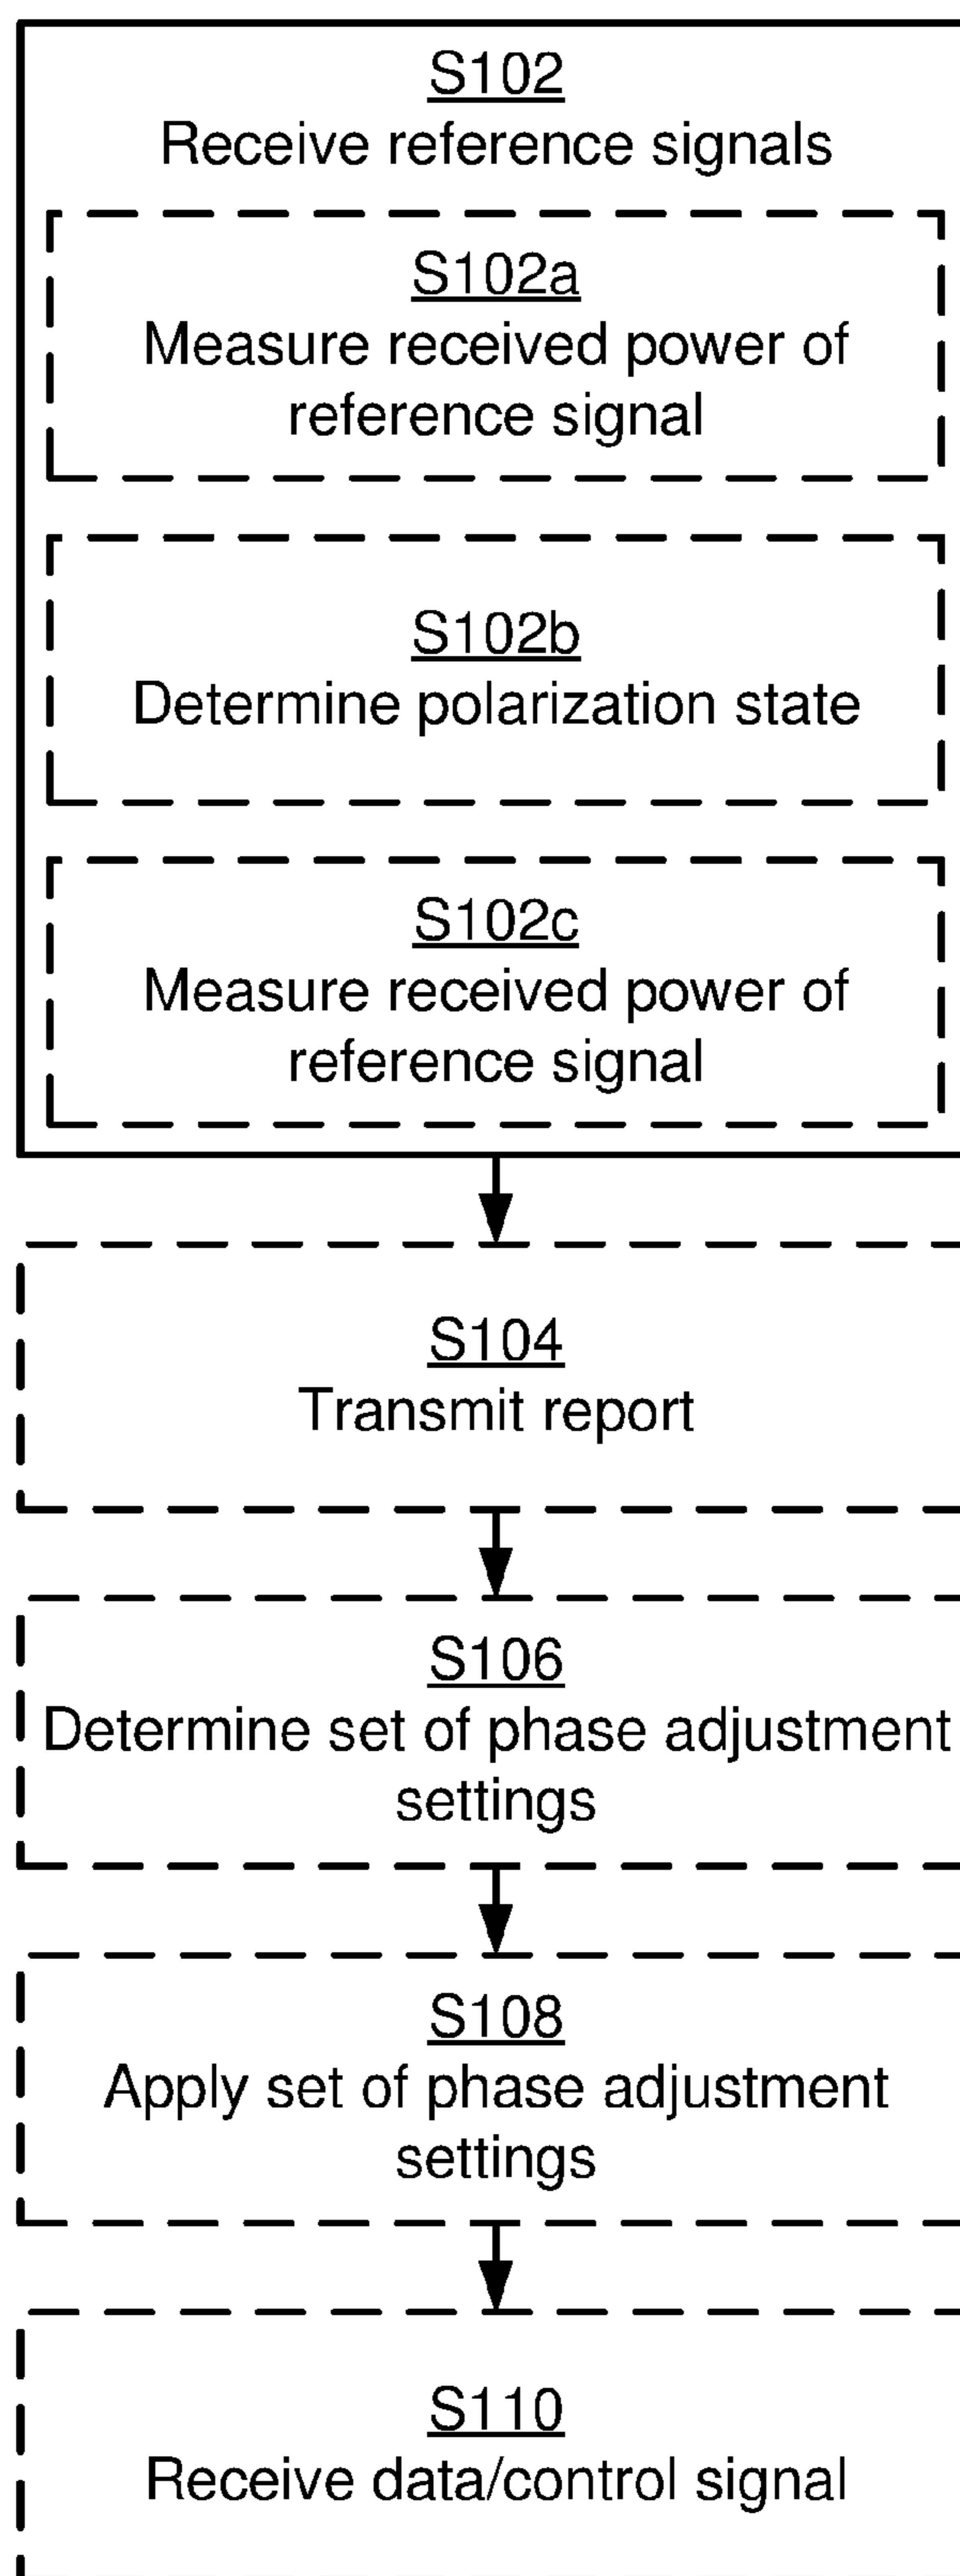 S102
Receive reference signals
S102a
Measure received power of
reference signal
S102b
Determine polarization state
S102c
Measure received power of
reference signal
S104
Transmit report
S106
Determine set of phase adjustment
settings
S108
Apply set of phase adjustment
settings
S110
Receive data/control signal